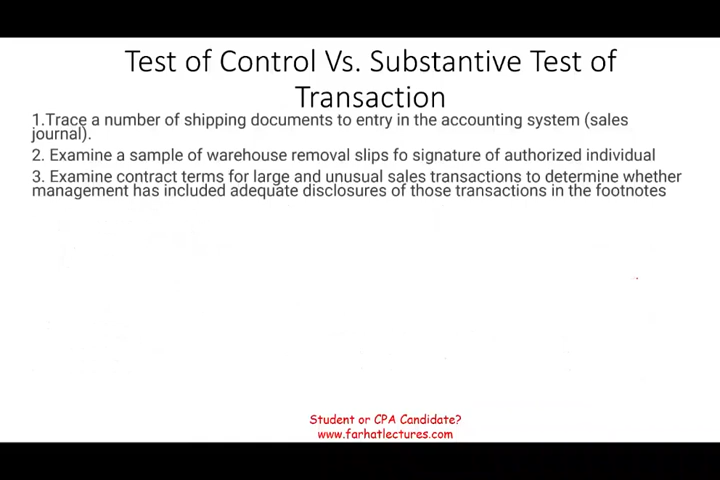 Test of Control Vs. Substantive Test of
Transaction
1.Trace a number of shipping documents to entry in the accounting system (sales
journal).
2. Examine a sample of warehouse removal slips fo signature of authorized individual
3. Examine contract terms for large and unusual sales transactions to determine whether
management has included adequate disclosures of those transactions in the footnotes
Student or CPA Candidate?
www.farhatlectures.com